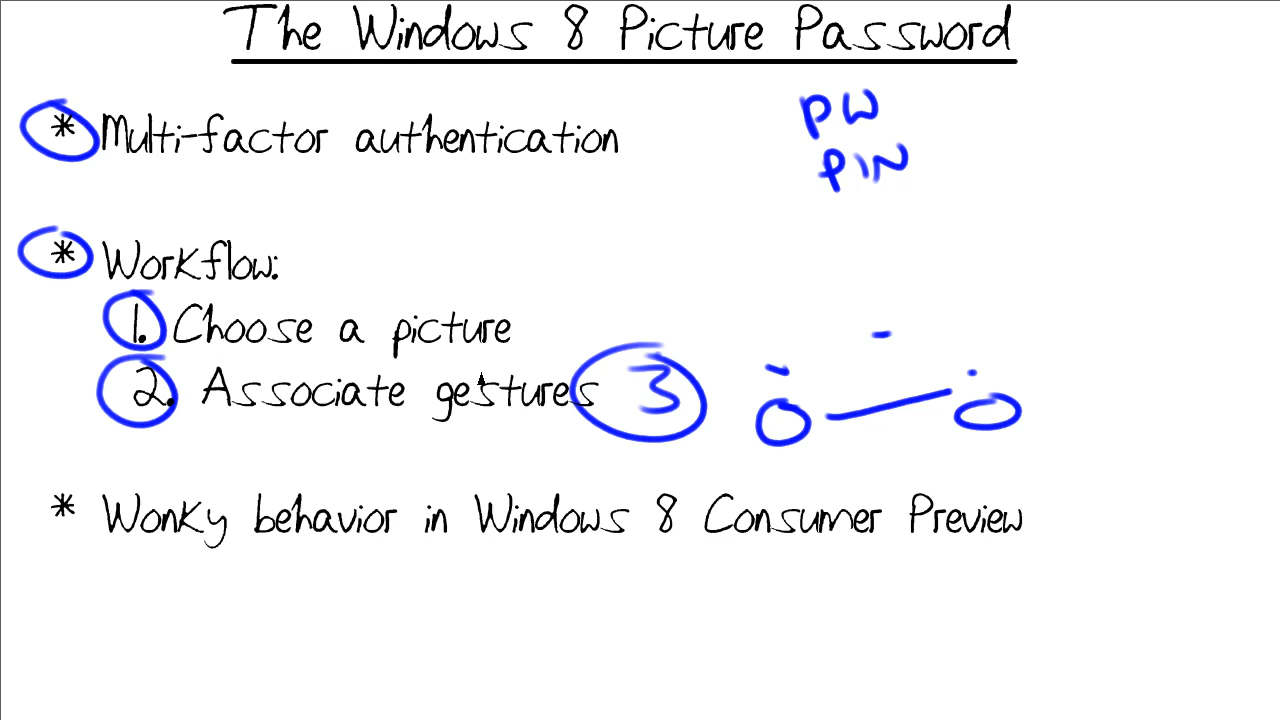 The Windows 8 Picture Password
* Multi-factor authentication
PW
PIN
* Workflow:
1. Choose a picture
2. Associate gestures 3
* Wonky behavior in Windows 8 Consumer Preview